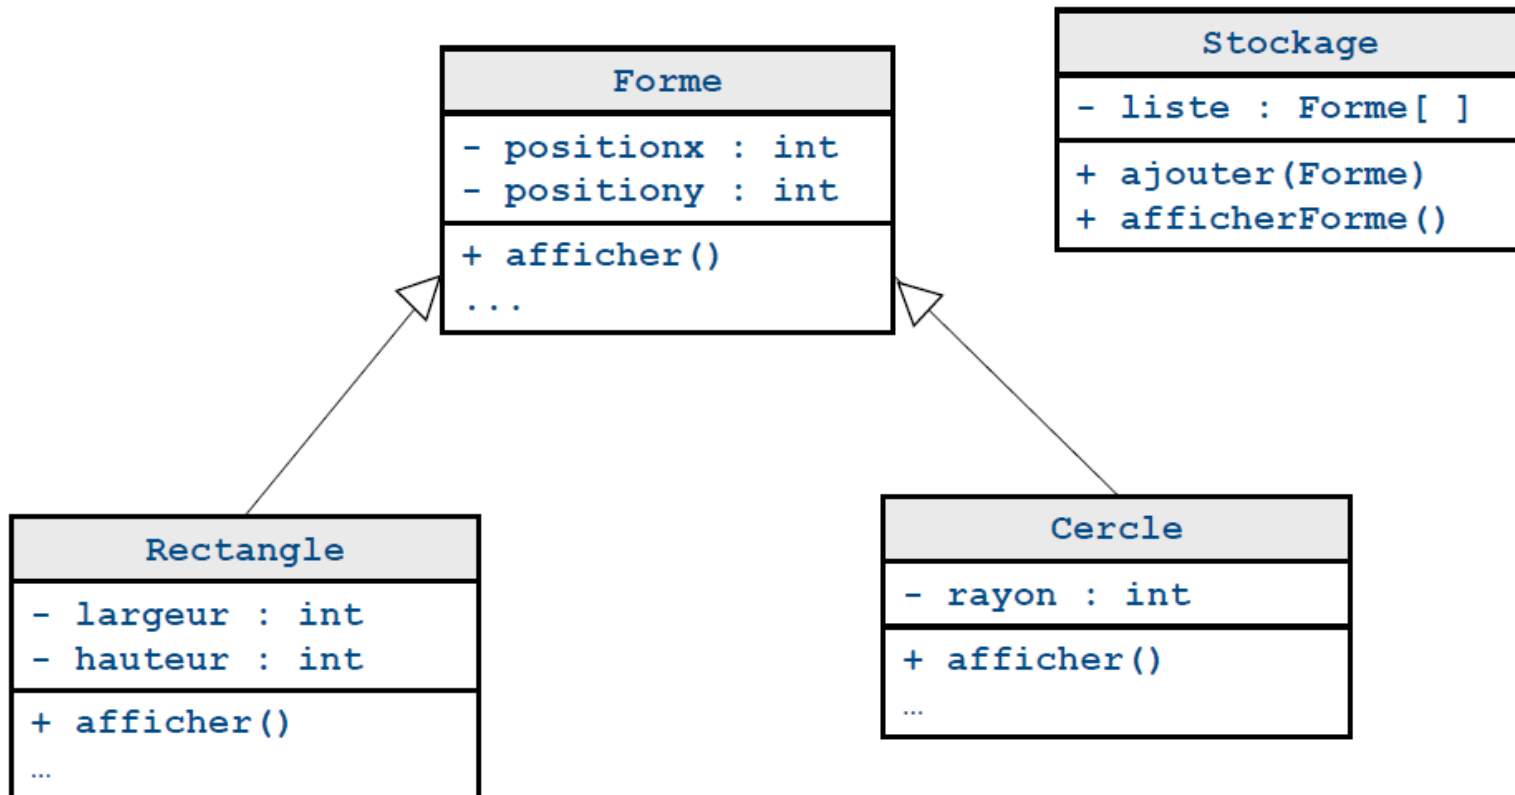 Forme
- positionx : int
- positiony : int
+ afficher()
...
Stockage
- liste : Forme[ ]
+ ajouter(Forme)
+ afficherForme()
Rectangle
- largeur : int
- hauteur : int
+ afficher()
…
Cercle
- rayon : int
+ afficher()
…